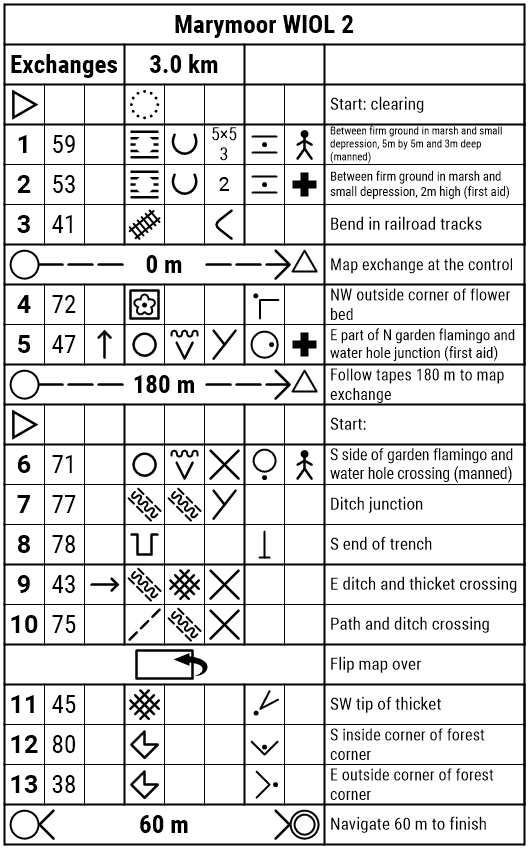 Marymoor WIOL 2
Exchanges 3.0 km
Start: clearing
1 59 5×5
3
Between firm ground in marsh and small
depression, 5m by 5m and 3m deep
(manned)
2 53 2
Between firm ground in marsh and
small depression, 2m high (first aid)
3 41 Bend in railroad tracks
0 m Map exchange at the control
4 72 NW outside corner of flower
bed
5 47 E part of N garden flamingo and
water hole junction (first aid)
180 m Follow tapes 180 m to map
exchange
Start:
6 71 S side of garden flamingo and
water hole crossing (manned)
7 77 Ditch junction
8 78 S end of trench
9 43 E ditch and thicket crossing
10 75 Path and ditch crossing
Flip map over
11 45 SW tip of thicket
12 80 S inside corner of forest
corner
13 38 E outside corner of forest
corner
60 m Navigate 60 m to finish